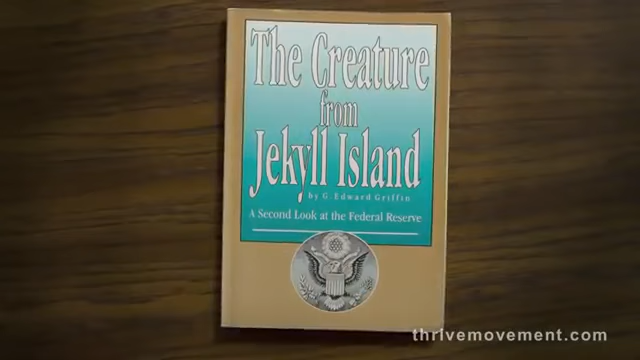 The Creature
from
Jekyll Island
by G. Edward Griffin
A Second Look at the Federal Reserve
thrivemovement.com